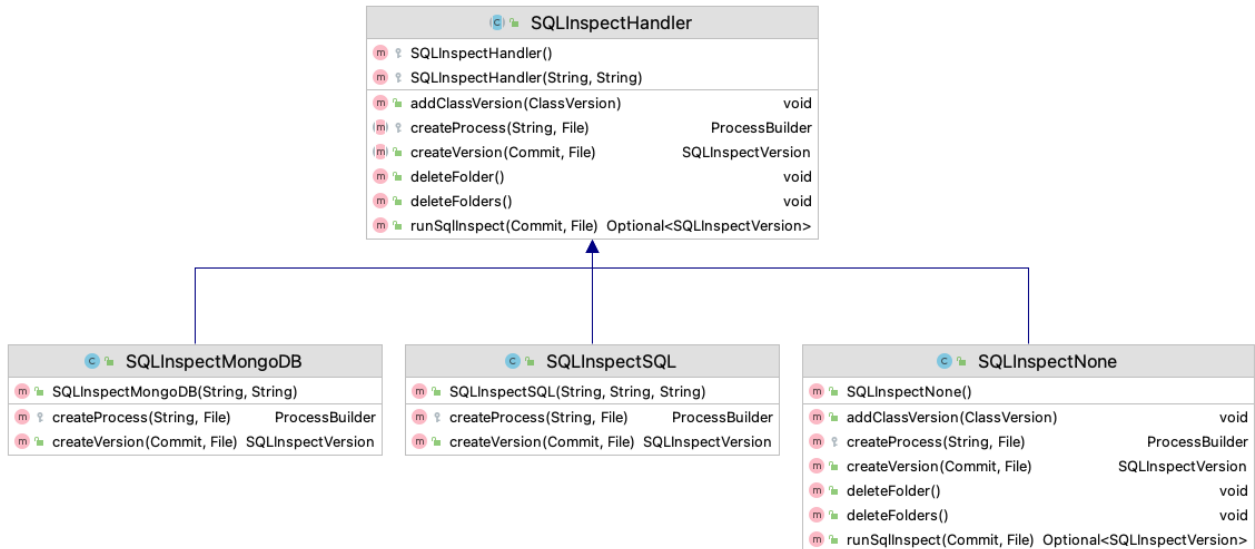 SQLInspectHandler
SQLInspectHandler()
SQLInspectHandler(String, String)
addClassVersion(ClassVersion) void
createProcess(String, File) ProcessBuilder
createVersion(Commit, File) SQLInspectVersion
deleteFolder() void
deleteFolders() void
runSqlInspect(Commit, File) Optional<SQLInspectVersion>
SQLInspectMongoDB
SQLInspectMongoDB(String, String)
createProcess(String, File) ProcessBuilder
createVersion(Commit, File) SQLInspectVersion
SQLInspectSQL
SQLInspectSQL(String, String, String)
createProcess(String, File) ProcessBuilder
createVersion(Commit, File) SQLInspectVersion
SQLInspectNone
SQLInspectNone()
addClassVersion(ClassVersion) void
createProcess(String, File) ProcessBuilder
createVersion(Commit, File) SQLInspectVersion
deleteFolder() void
deleteFolders() void
runSqlInspect(Commit, File) Optional<SQLInspectVersion>